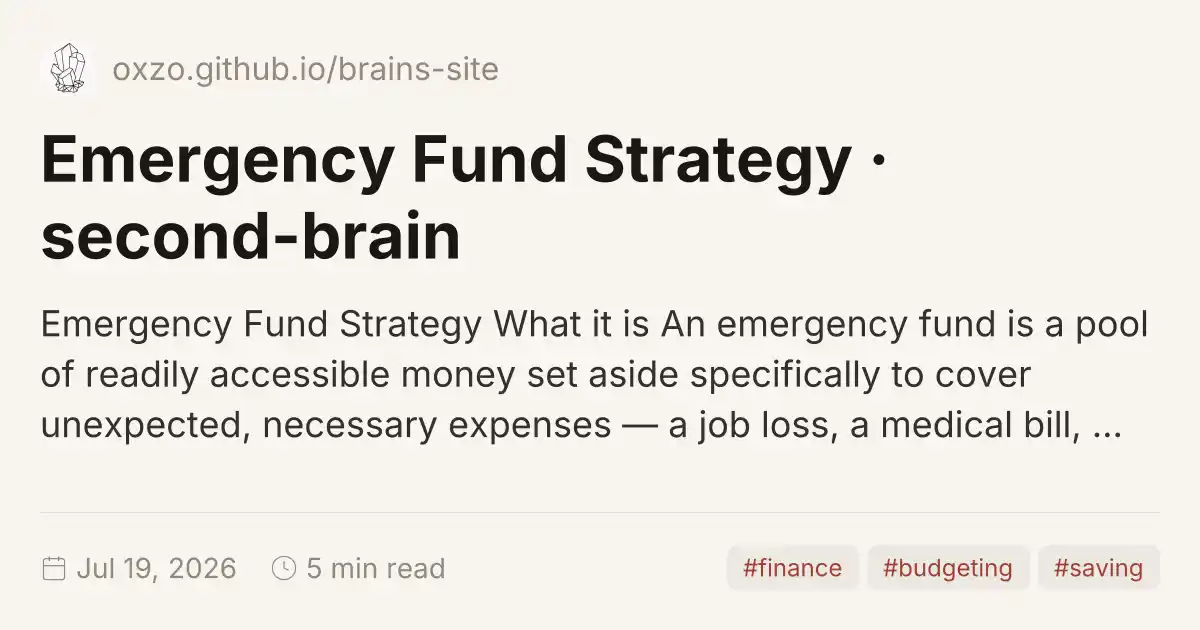 oxzo.github.io/brains-site
Emergency Fund Strategy ·
second-brain
Emergency Fund Strategy What it is An emergency fund is a pool
of readily accessible money set aside specifically to cover
unexpected, necessary expenses — a job loss, a medical bill, ...
Jul 19, 2026 5 min read #finance #budgeting #saving